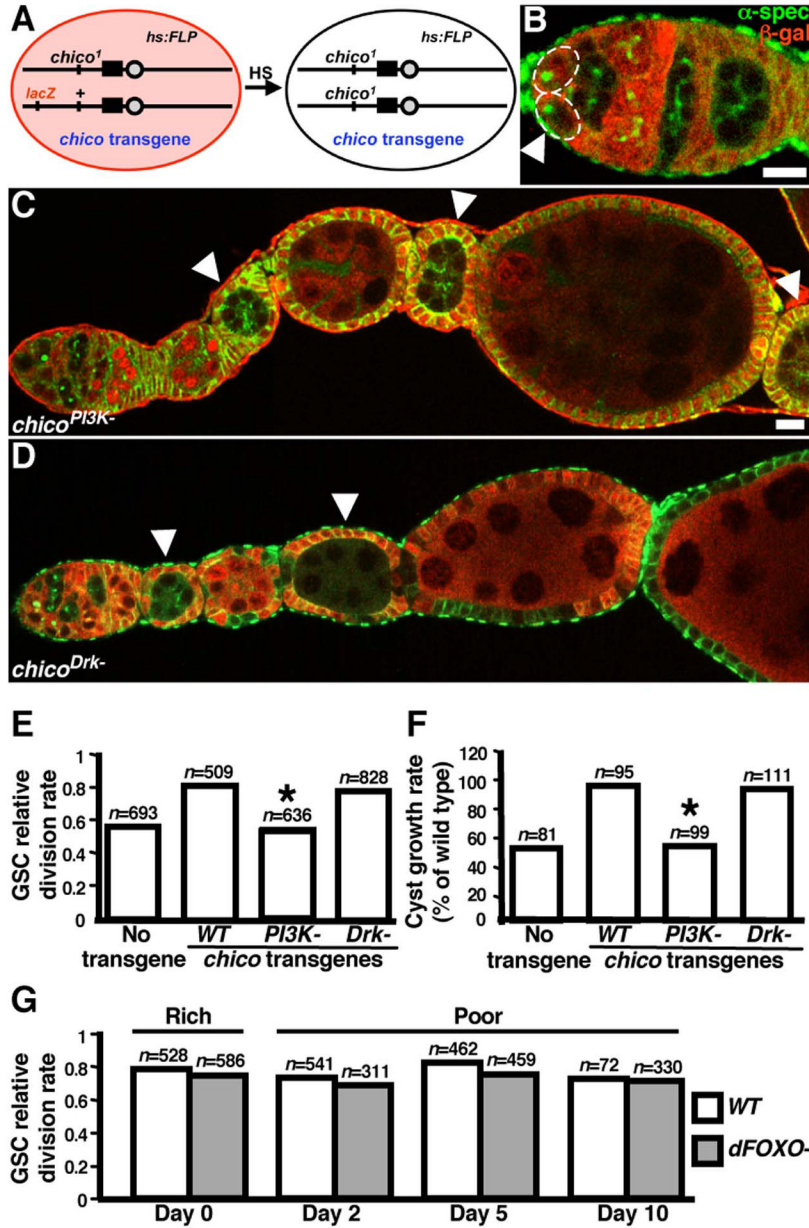 A
hs:FLP
chico1
lacZ
+
chico transgene
HS
hs:FLP
chico1
chico1
chico transgene
B
α-spec
β-gal
C
chicoPI3K-
D
chicoDrk-
E
GSC relative
division rate
1
0.8
0.6
0.4
0.2
0
n=693
n=509
*
n=636
n=828
No
transgene
WT
PI3K-
Drk-
chico transgenes
F
Cyst growth rate
(% of wild type)
120
100
80
60
40
20
0
n=81
n=95
*
n=99
n=111
No
transgene
WT
PI3K-
Drk-
chico transgenes
G
GSC relative
division rate
1
0.8
0.6
0.4
0.2
0
Rich
Poor
n=528
n=586
n=541
n=311
n=462
n=459
n=72
n=330
Day 0
Day 2
Day 5
Day 10
WT
dFOXO-